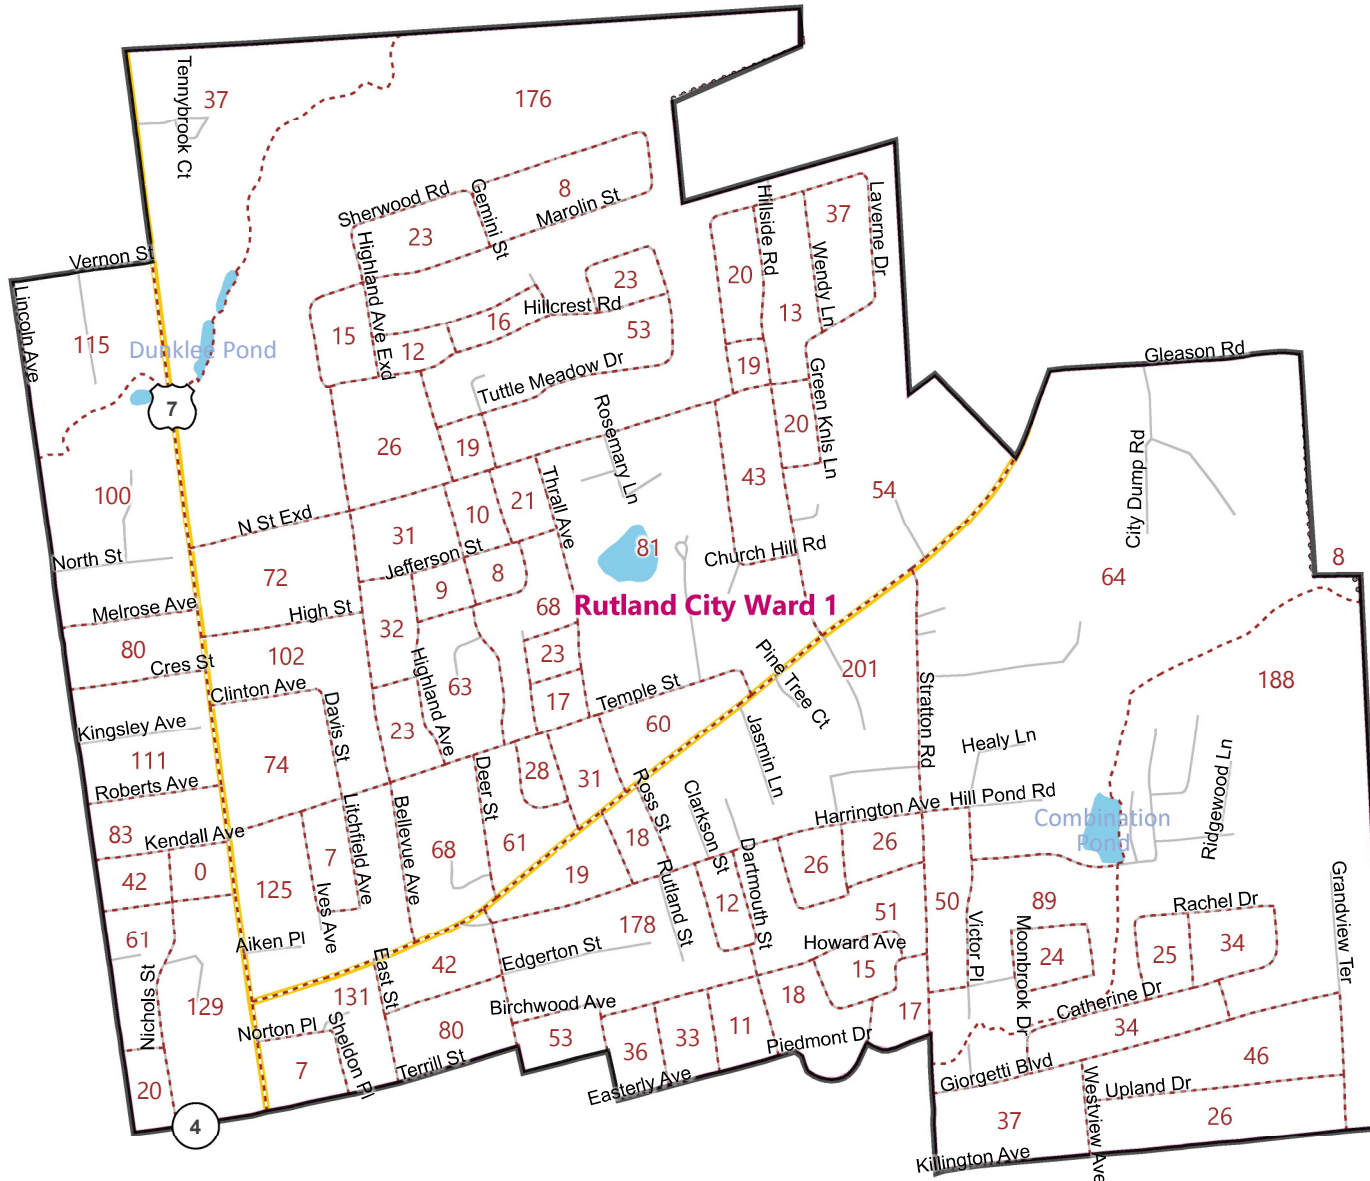 Tennybrook Ct
37
176
Sherwood Rd
Gemini St
8
Marolin St
23
Hillside Rd
37
Laverne Dr
Vernon St
Highland Ave Exd
Wendy Ln
20
23
Lincoln Ave
Hillcrest Rd
13
15
16
53
115
Dunklee Pond
12
Gleason Rd
19
Tuttle Meadow Dr
Green Knls Ln
7
Rosemary Ln
20
26
19
City Dump Rd
43
54
100
Thrall Ave
21
10
N St Exd
31
81
Church Hill Rd
North St
Jefferson St
8
72
8
64
9
Melrose Ave
High St
68
Rutland City Ward 1
32
80
102
23
Cres St
Pine Tree Ct
201
188
Highland Ave
63
Clinton Ave
17
Temple St
Stratton Rd
Kingsley Ave
Davis St
23
60
Jasmin Ln
Healy Ln
Ridgewood Ln
111
74
28
31
Roberts Ave
Deer St
Ross St
Hill Pond Rd
Harrington Ave
Combination Pond
83
Kendall Ave
Litchfield Ave
Bellevue Ave
68
61
18
Clarkson St
26
26
Dartmouth St
7
42
0
125
19
Rutland St
12
50
89
Rachel Dr
Grandview Ter
Ives Ave
178
51
Victor Pl
Moonbrook Dr
61
Aiken Pl
Edgerton St
Howard Ave
24
25
34
42
15
East St
131
129
Nichols St
Birchwood Ave
18
17
Catherine Dr
Norton Pl
Sheldon Pl
80
53
33
11
Piedmont Dr
34
36
46
7
Terrill St
Giorgetti Blvd
20
Easterly Ave
Westview Ave
Upland Dr
37
26
4
Killington Ave